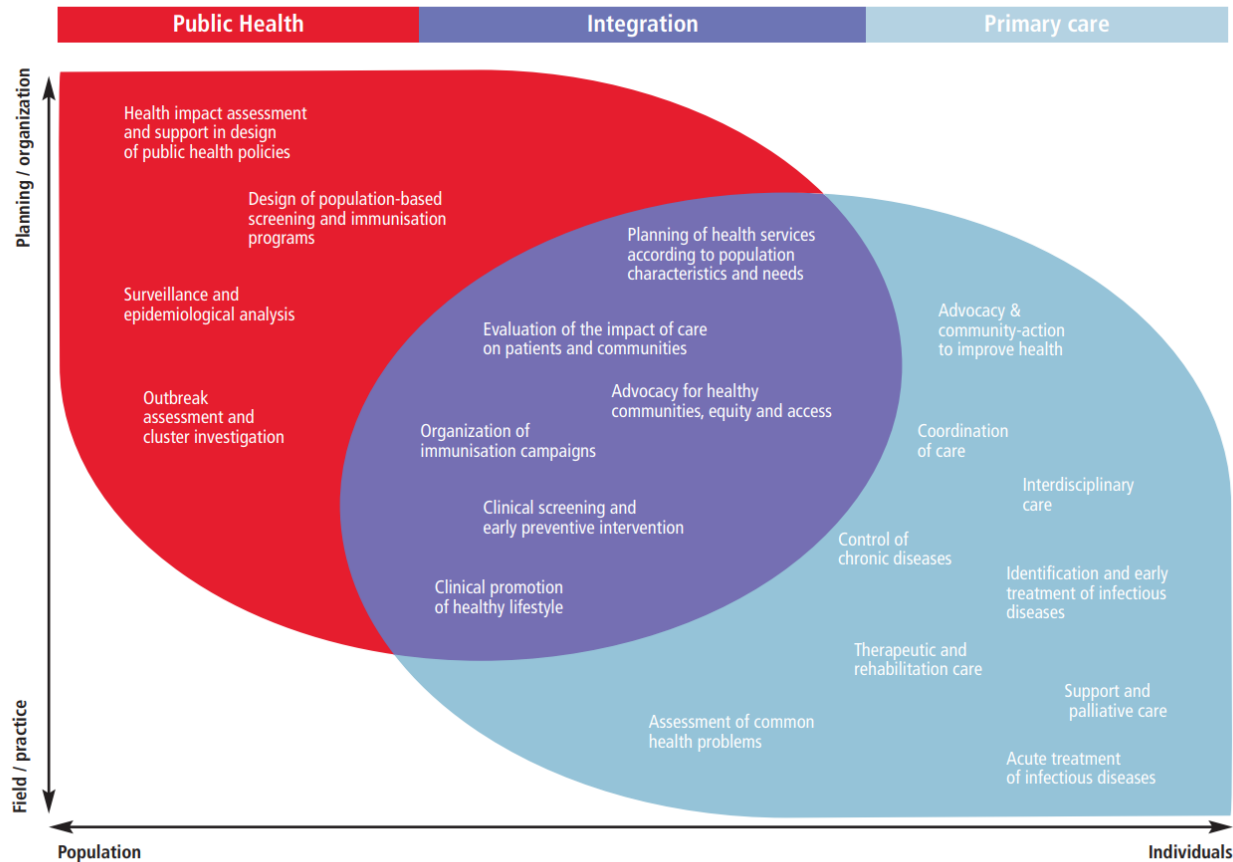 Public Health
Integration
Primary care
Planning / organization
Field / practice
Health impact assessment
and support in design
of public health policies
Design of population-based
screening and immunisation
programs
Surveillance and
epidemiological analysis
Outbreak
assessment and
cluster investigation
Planning of health services
according to population
characteristics and needs
Evaluation of the impact of care
on patients and communities
Advocacy for healthy
communities, equity and access
Organization of
immunisation campaigns
Clinical screening and
early preventive intervention
Clinical promotion
of healthy lifestyle
Advocacy &
community-action
to improve health
Coordination
of care
Interdisciplinary
care
Control of
chronic diseases
Identification and early
treatment of infectious
diseases
Therapeutic and
rehabilitation care
Support and
palliative care
Assessment of common
health problems
Acute treatment
of infectious diseases
Population
Individuals